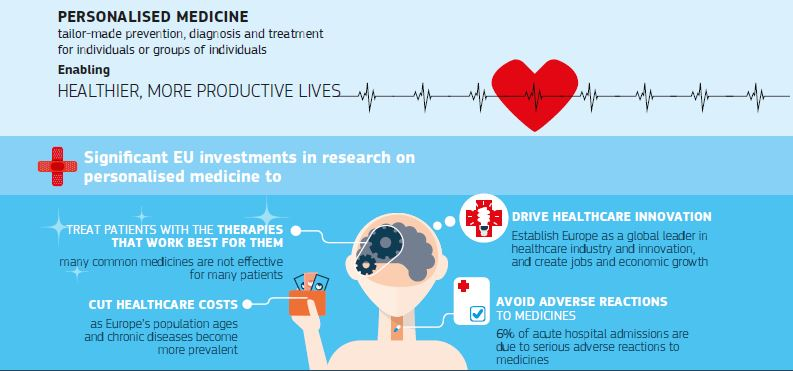 PERSONALISED MEDICINE
tailor-made prevention, diagnosis and treatment
for individuals or groups of individuals
Enabling
HEALTHIER, MORE PRODUCTIVE LIVES
Significant EU investments in research on
personalised medicine to
TREAT PATIENTS WITH THE THERAPIES
THAT WORK BEST FOR THEM
many common medicines are not effective
for many patients
CUT HEALTHCARE COSTS
as Europe's population ages
and chronic diseases become
more prevalent
DRIVE HEALTHCARE INNOVATION
Establish Europe as a global leader in
healthcare industry and innovation,
and create jobs and economic growth
AVOID ADVERSE REACTIONS
TO MEDICINES
6% of acute hospital admissions are
due to serious adverse reactions to
medicines